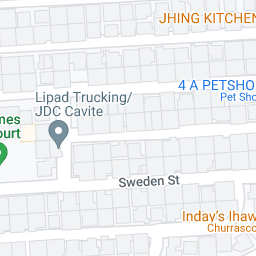 JHING KITCHEN
4 A PETSHO
Pet Sho
Lipad Trucking/
JDC Cavite
mes
ourt
Sweden St
Inday's Ihaw
Churrasco